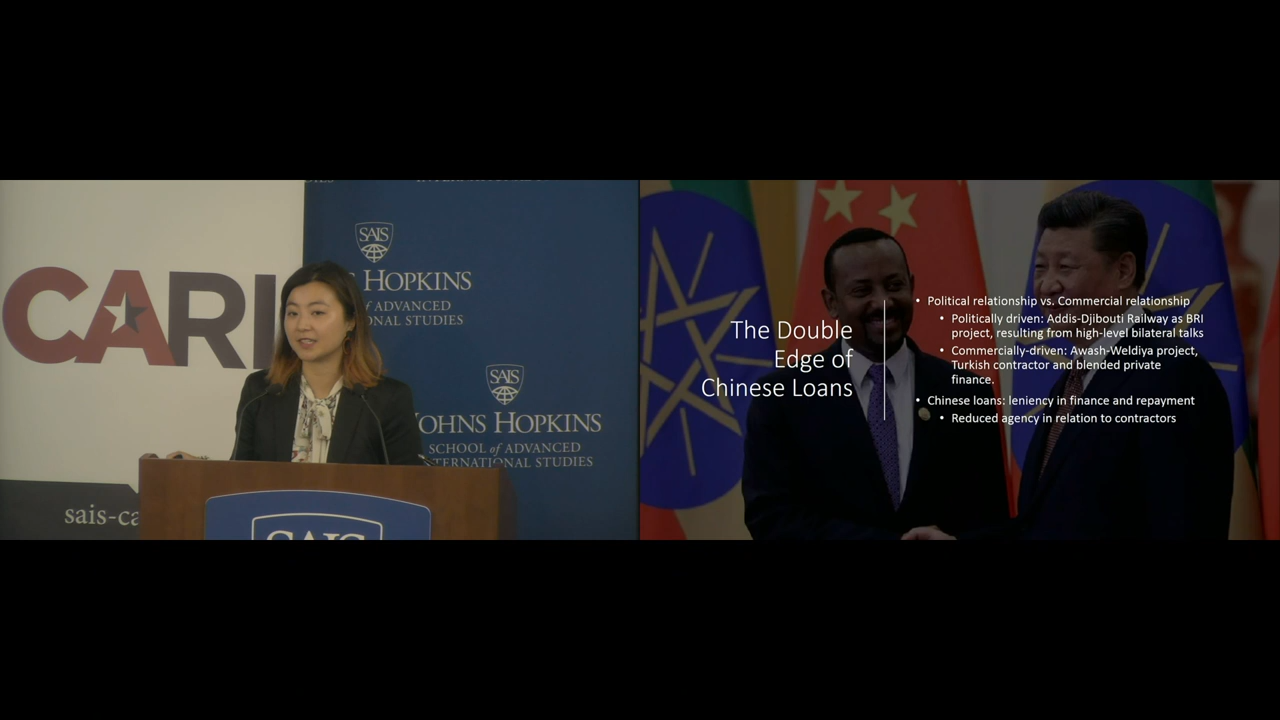 CARI
sais-ca
SAIS
S HOPKINS
of ADVANCED
ONAL STUDIES
SAIS
JOHNS HOPKINS
SCHOOL of ADVANCED
INTERNATIONAL STUDIES
SAIS
The Double
Edge of
Chinese Loans
• Political relationship vs. Commercial relationship
• Politically driven: Addis-Djibouti Railway as BRI
project, resulting from high-level bilateral talks
• Commercially-driven: Awash-Weldiya project,
Turkish contractor and blended private
finance.
• Chinese loans: leniency in finance and repayment
• Reduced agency in relation to contractors